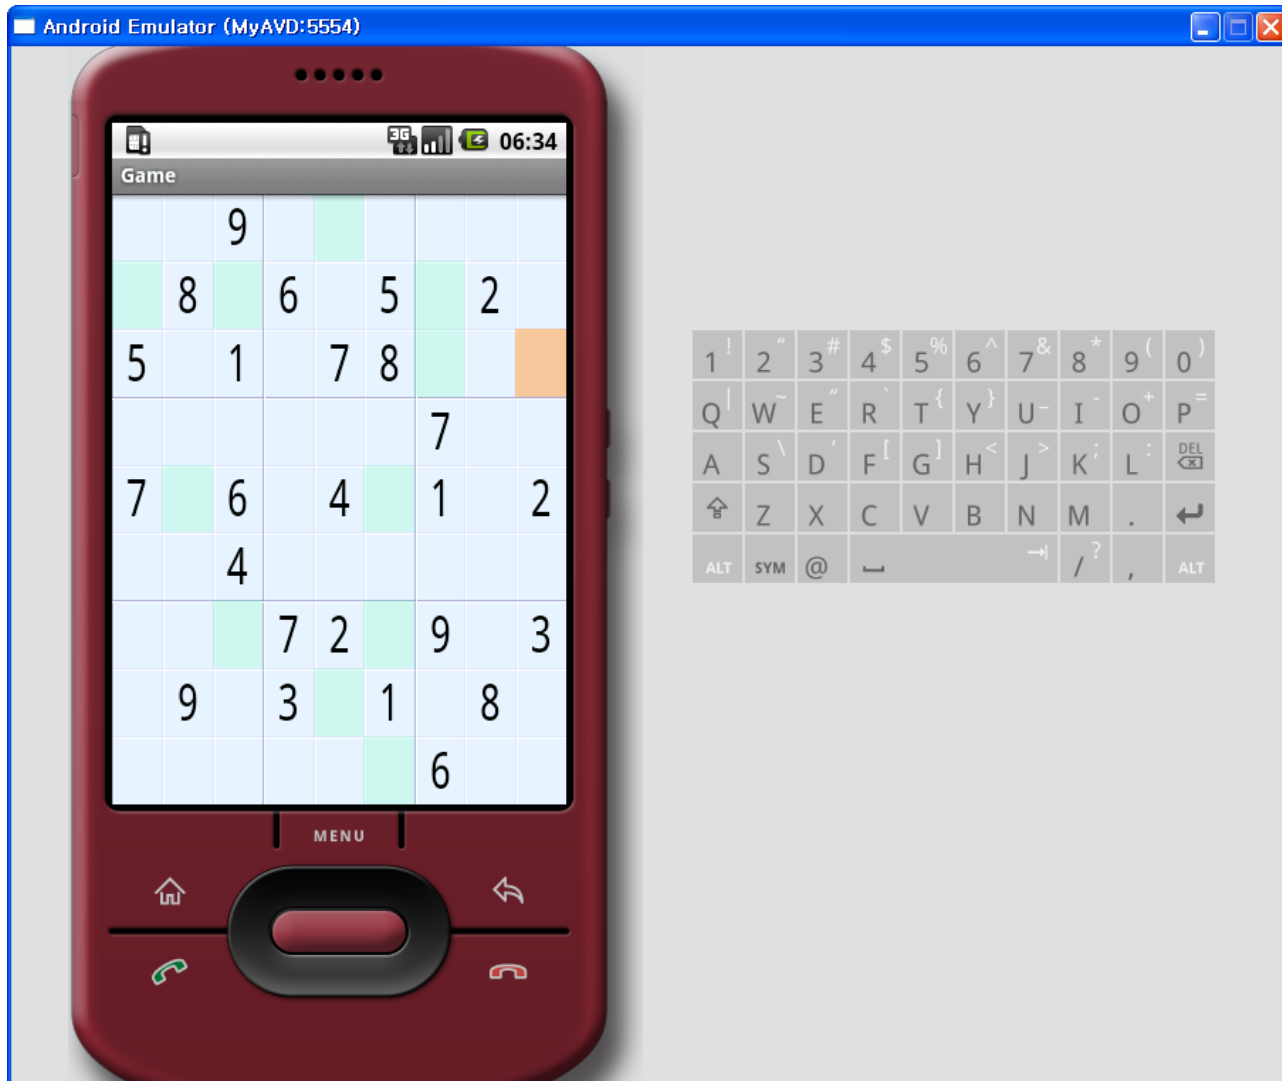 Android Emulator (MyAVD:5554)
3G 06:34
Game
9
8 6 5 2
5 1 7 8
7
7 6 4 1 2
4
7 2 9 3
9 3 1 8
6
MENU
1 ! 2 “ 3 # 4 $ 5 % 6 ^ 7 & 8 * 9 ( 0 )
Q | W ~ E “ R ` T { Y } U _ I - O + P =
A S \ D ‘ F [ G ] H < J > K ; L : DEL
Z X C V B N M .
ALT SYM @ / ? , ALT